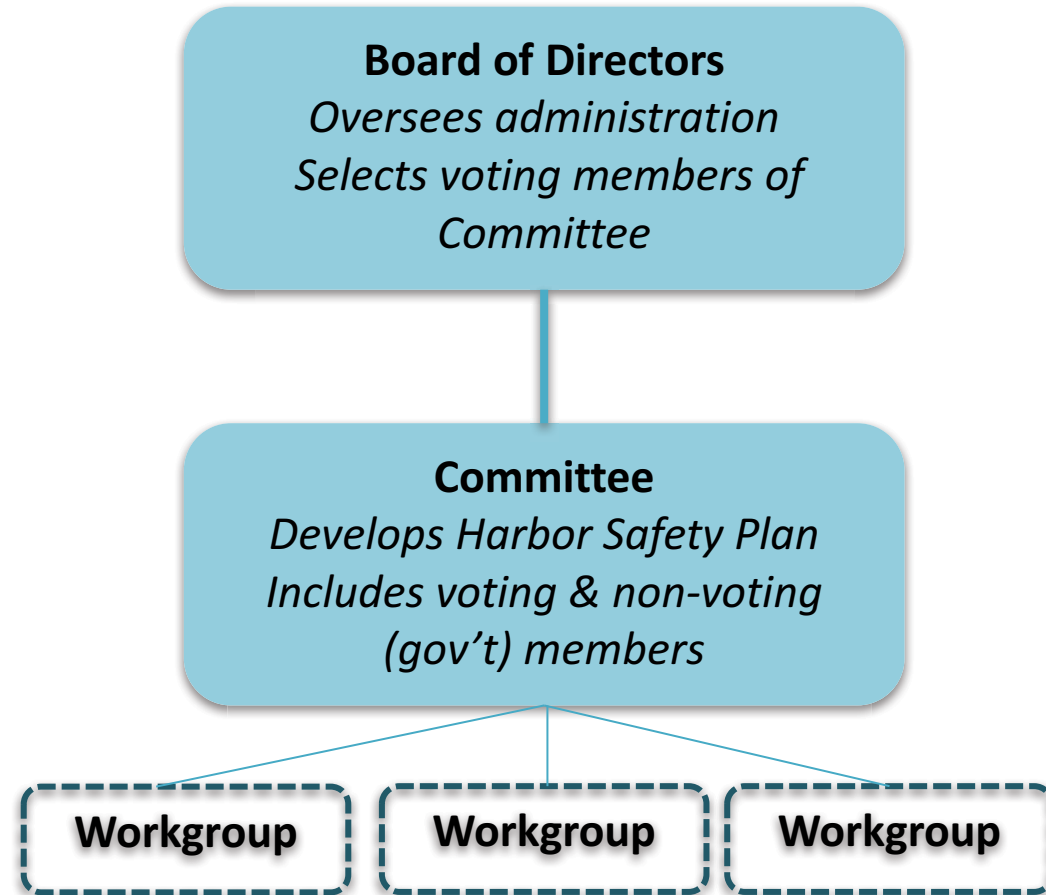 Board of Directors
Oversees administration
Selects voting members of
Committee
Committee
Develops Harbor Safety Plan
Includes voting & non-voting
(gov’t) members
Workgroup
Workgroup
Workgroup